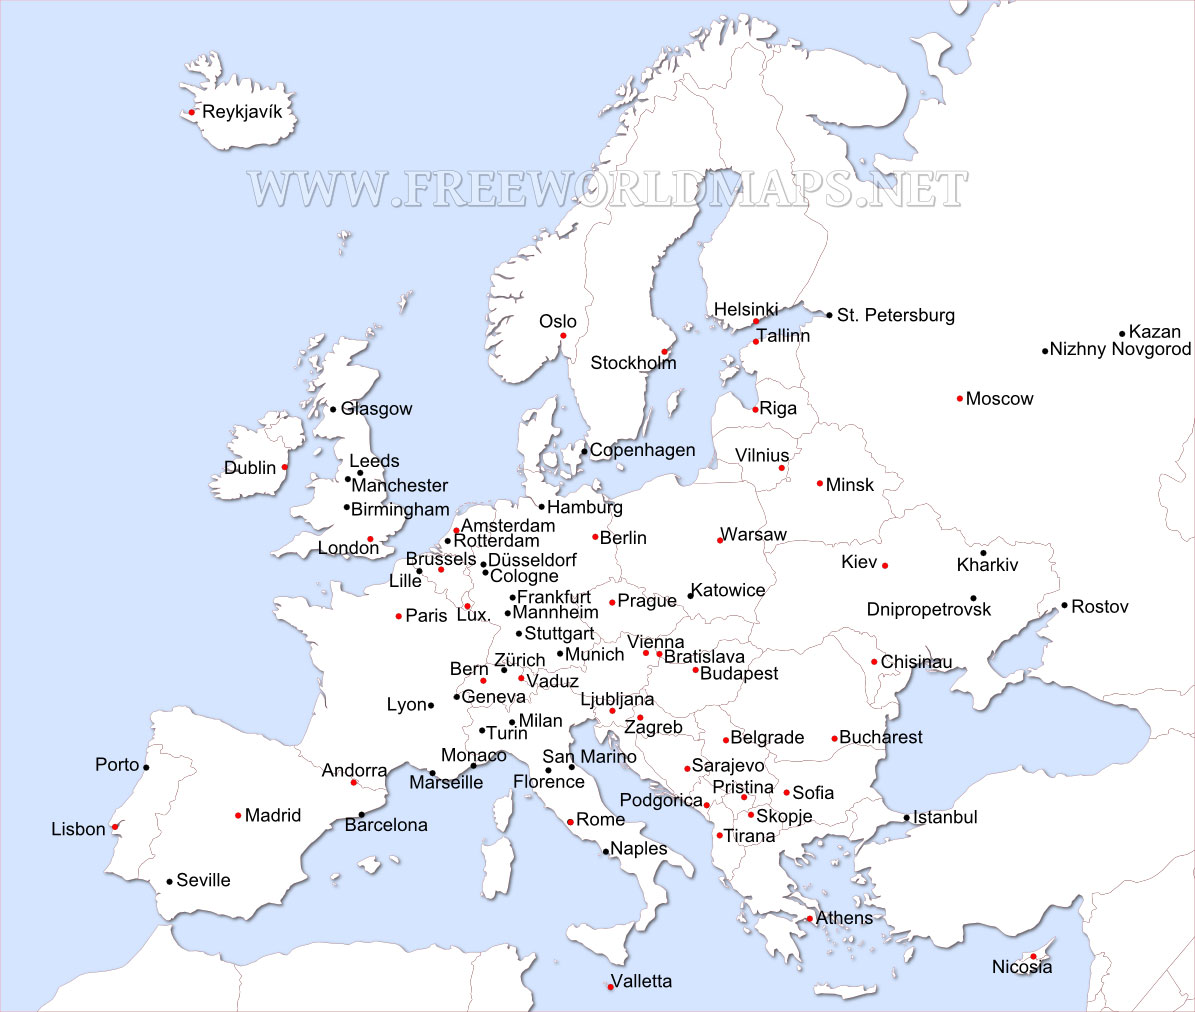 Reykjavík
WWW.FREEWORLDMAPS.NET
Helsinki
St. Petersburg
Oslo
Tallinn
Kazan
Nizhny Novgorod
Stockholm
Moscow
Glasgow
Riga
Copenhagen
Vilnius
Dublin
Leeds
Manchester
Minsk
Birmingham
Hamburg
Amsterdam
London
Rotterdam
Berlin
Warsaw
Brussels
Düsseldorf
Kiev
Kharkiv
Lille
Cologne
Katowice
Frankfurt
Prague
Dnipropetrovsk
Rostov
Paris
Lux.
Mannheim
Stuttgart
Vienna
Zürich
Munich
Bratislava
Chisinau
Bern
Vaduz
Budapest
Lyon
Geneva
Ljubljana
Milan
Zagreb
Turin
Belgrade
Bucharest
Porto
Monaco
San Marino
Andorra
Marseille
Florence
Sarajevo
Pristina
Sofia
Podgorica
Madrid
Lisbon
Barcelona
Rome
Skopje
Istanbul
Tirana
Naples
Seville
Athens
Nicosia
Valletta